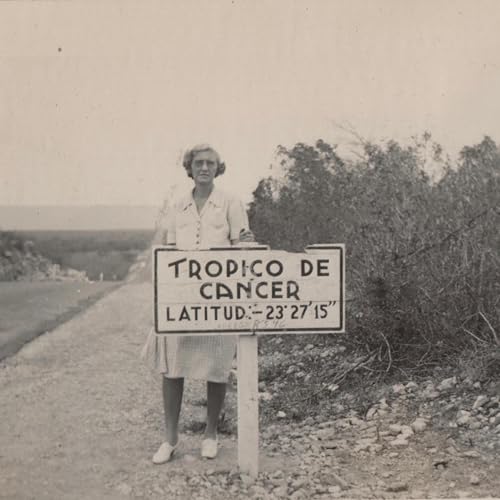 TROPICO DE
CANCER
LATITUD:-23°27'15"